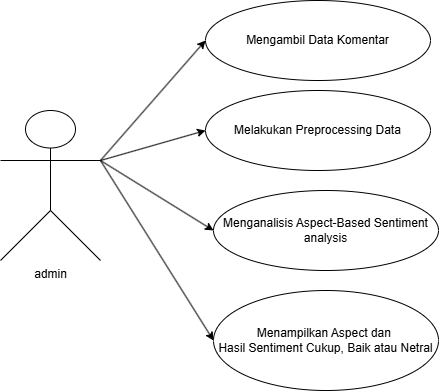 Mengambil Data Komentar
Melakukan Preprocessing Data
Menganalisis Aspect-Based Sentiment
analysis
admin
Menampilkan Aspect dan
Hasil Sentiment Cukup, Baik atau Netral